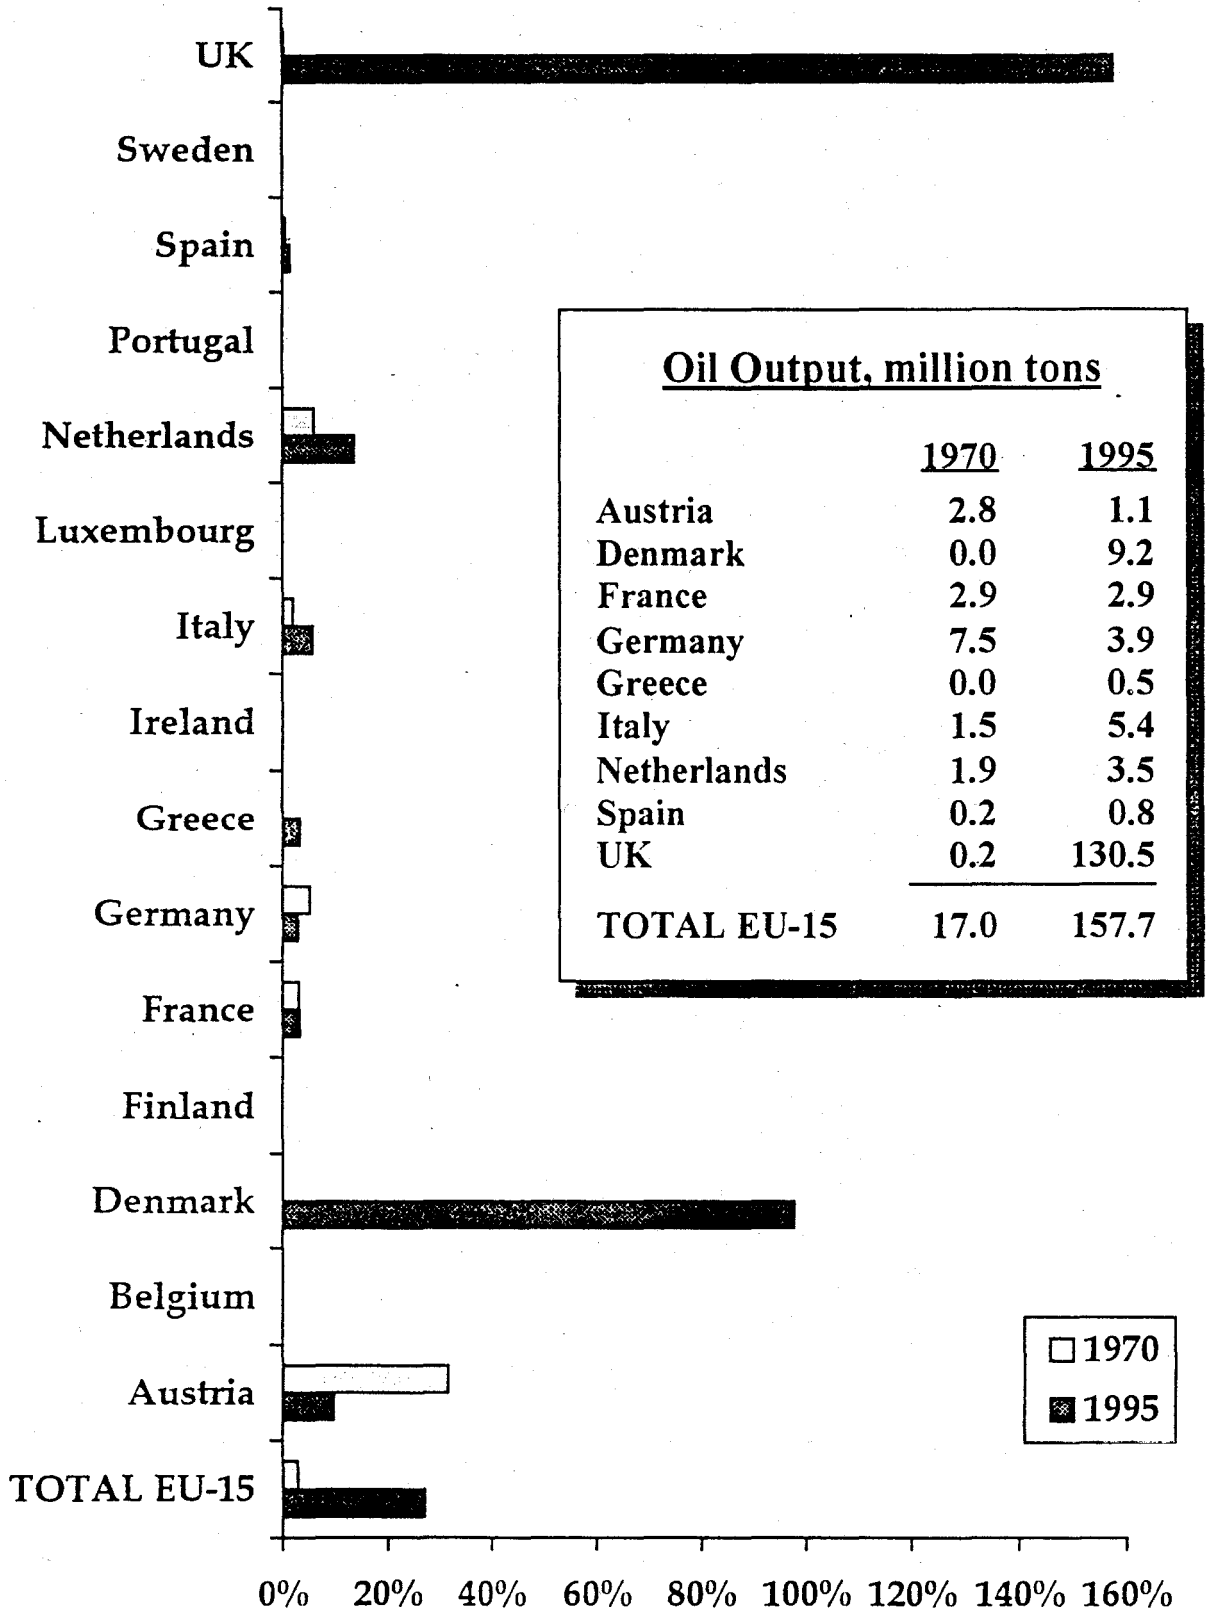 UK
Sweden
Spain
Portugal
Netherlands
Luxembourg
Italy
Ireland
Greece
Germany
France
Finland
Denmark
Belgium
Austria
TOTAL EU-15
0% 20% 40% 60% 80% 100% 120% 140% 160%
Oil Output, million tons
1970 1995
Austria 2.8 1.1
Denmark 0.0 9.2
France 2.9 2.9
Germany 7.5 3.9
Greece 0.0 0.5
Italy 1.5 5.4
Netherlands 1.9 3.5
Spain 0.2 0.8
UK 0.2 130.5
TOTAL EU-15 17.0 157.7
1970
1995